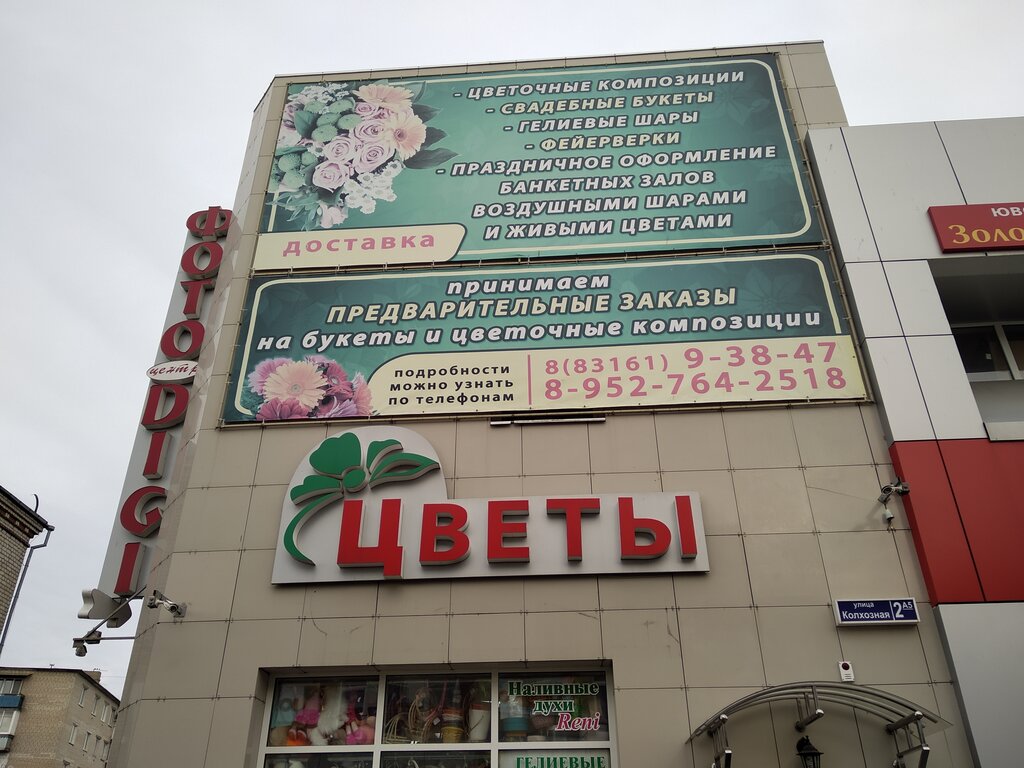 - ЦВЕТОЧНЫЕ КОМПОЗИЦИИ
- СВАДЕБНЫЕ БУКЕТЫ
- ГЕЛИЕВЫЕ ШАРЫ
- ФЕЙЕРВЕРКИ
- ПРАЗДНИЧНОЕ ОФОРМЛЕНИЕ
БАНКЕТНЫХ ЗАЛОВ
ВОЗДУШНЫМИ ШАРАМИ
И ЖИВЫМИ ЦВЕТАМИ
доставка
принимаем
ПРЕДВАРИТЕЛЬНЫЕ ЗАКАЗЫ
на букеты и цветочные композиции
подробности
можно узнать
по телефонам
8(83161) 9-38-47
8-952-764-2518
ФОТО
центр
DIGI
ЦВЕТЫ
ЮВ
Золо
улица
Колхозная 2А5
Наливные
духи
Reni
ГЕЛИЕВЫЕ